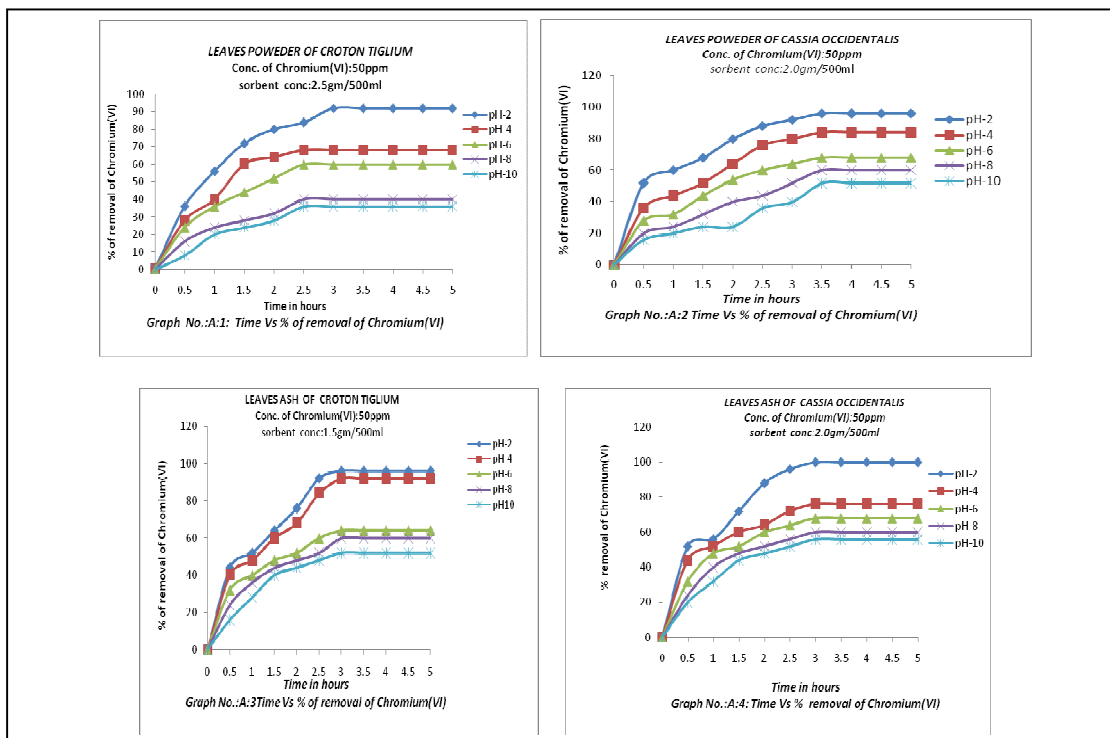 LEAVES POWEDER OF CROTON TIGLIUM
Conc. of Chromium(VI):50ppm
sorbent conc:2.5gm/500ml
% of removal of Chromium(VI)
100
90
80
70
60
50
40
30
20
10
0
0 0.5 1 1.5 2 2.5 3 3.5 4 4.5 5
pH-2
pH-4
pH-6
pH-8
pH-10
Time in hours
Graph No.:A:1: Time Vs % of removal of Chromium(VI)
LEAVES POWEDER OF CASSIA OCCIDENTALIS
Conc. of Chromium(VI):50ppm
sorbent conc:2.0gm/500ml
% of removal of Chromium(VI)
120
100
80
60
40
20
0
0 0.5 1 1.5 2 2.5 3 3.5 4 4.5 5
pH-2
pH-4
pH-6
pH-8
pH-10
Time in hours
Graph No.:A:2 Time Vs % of removal of Chromium(VI)
LEAVES ASH OF CROTON TIGLIUM
Conc. of Chromium(VI):50ppm
sorbent conc:1.5gm/500ml
% of removal of Chromium(VI)
120
100
80
60
40
20
0
0 0.5 1 1.5 2 2.5 3 3.5 4 4.5 5
pH-2
pH-4
pH-6
pH-8
pH10
Time in hours
Graph No.:A:3Time Vs % of removal of Chromium(VI)
LEAVES ASH OF CASSIA OCCIDENTALIS
Conc. of Chromium(VI):50ppm
sorbent conc:2.0gm/500ml
% removal of Chromium(VI)
120
100
80
60
40
20
0
0 0.5 1 1.5 2 2.5 3 3.5 4 4.5 5
pH-2
pH-4
pH-6
pH-8
pH-10
Time in hours
Graph No.:A:4: Time Vs % removal of Chromium(VI)